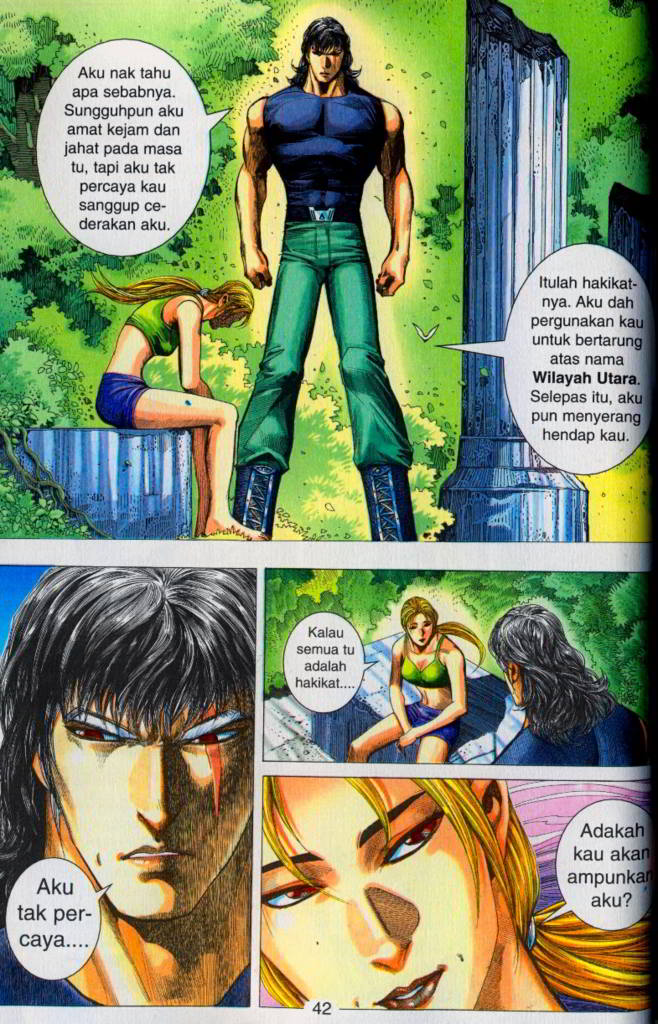 Aku nak tahu
apa sebabnya.
Sungguhpun aku
amat kejam dan
jahat pada masa
tu, tapi aku tak
percaya kau
sanggup ce-
derakan aku.
Itulah hakikat-
nya. Aku dah
pergunakan kau
untuk bertarung
atas nama
Wilayah Utara.
Selepas itu, aku
pun menyerang
hendap kau.
Aku
tak per-
caya....
Kalau
semua tu
adalah
hakikat....
Adakah
kau akan
ampunkan
aku?
42